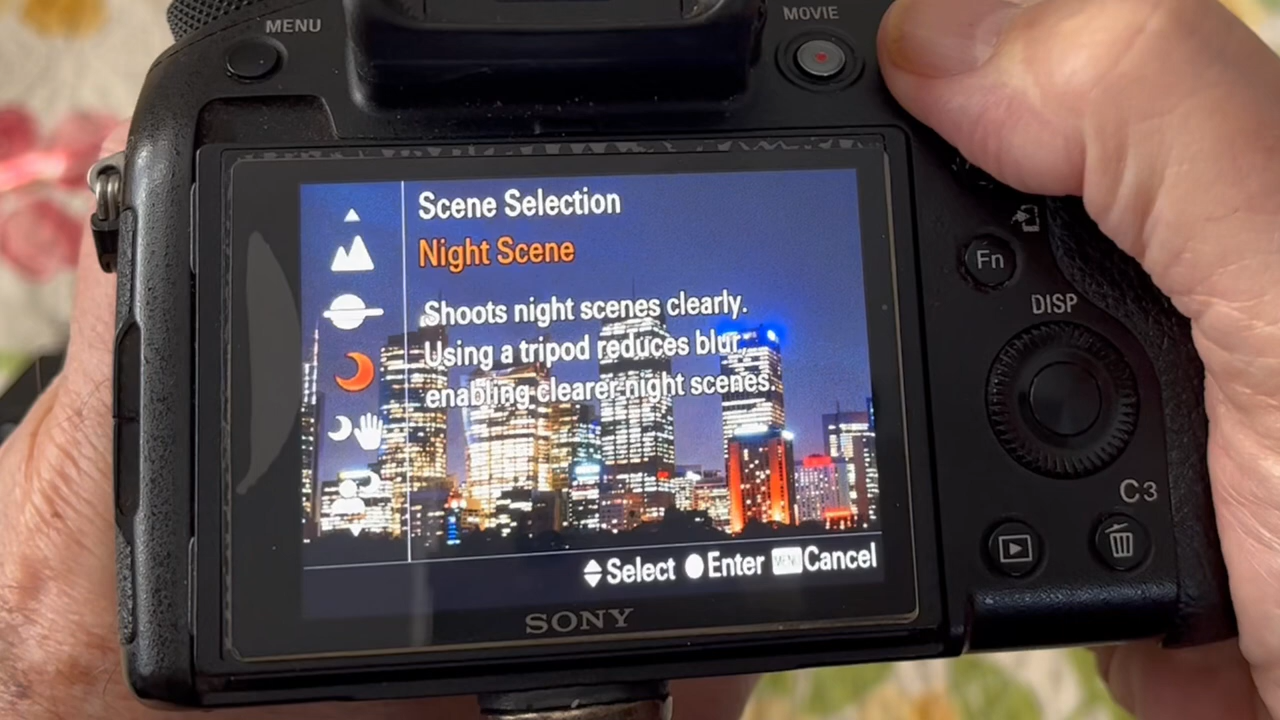 MENU
MOVIE
Scene Selection
Night Scene
Shoots night scenes clearly.
Using a tripod reduces blur,
enabling clearer night scenes.
Select Enter MENU Cancel
SONY
Fn
DISP
C3